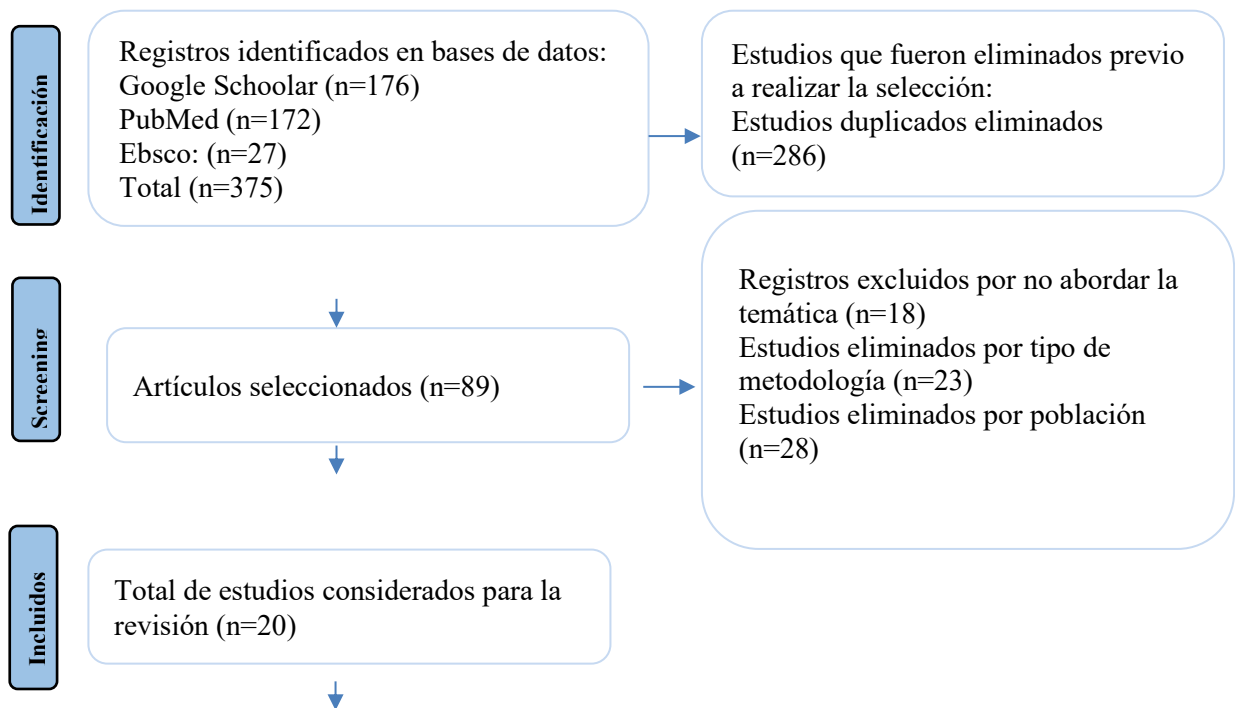 Identificación
Registros identificados en bases de datos:
Google Schoolar (n=176)
PubMed (n=172)
Ebsco: (n=27)
Total (n=375)
Estudios que fueron eliminados previo
a realizar la selección:
Estudios duplicados eliminados
(n=286)
Screening
Artículos seleccionados (n=89)
Registros excluidos por no abordar la
temática (n=18)
Estudios eliminados por tipo de
metodología (n=23)
Estudios eliminados por población
(n=28)
Incluidos
Total de estudios considerados para la
revisión (n=20)